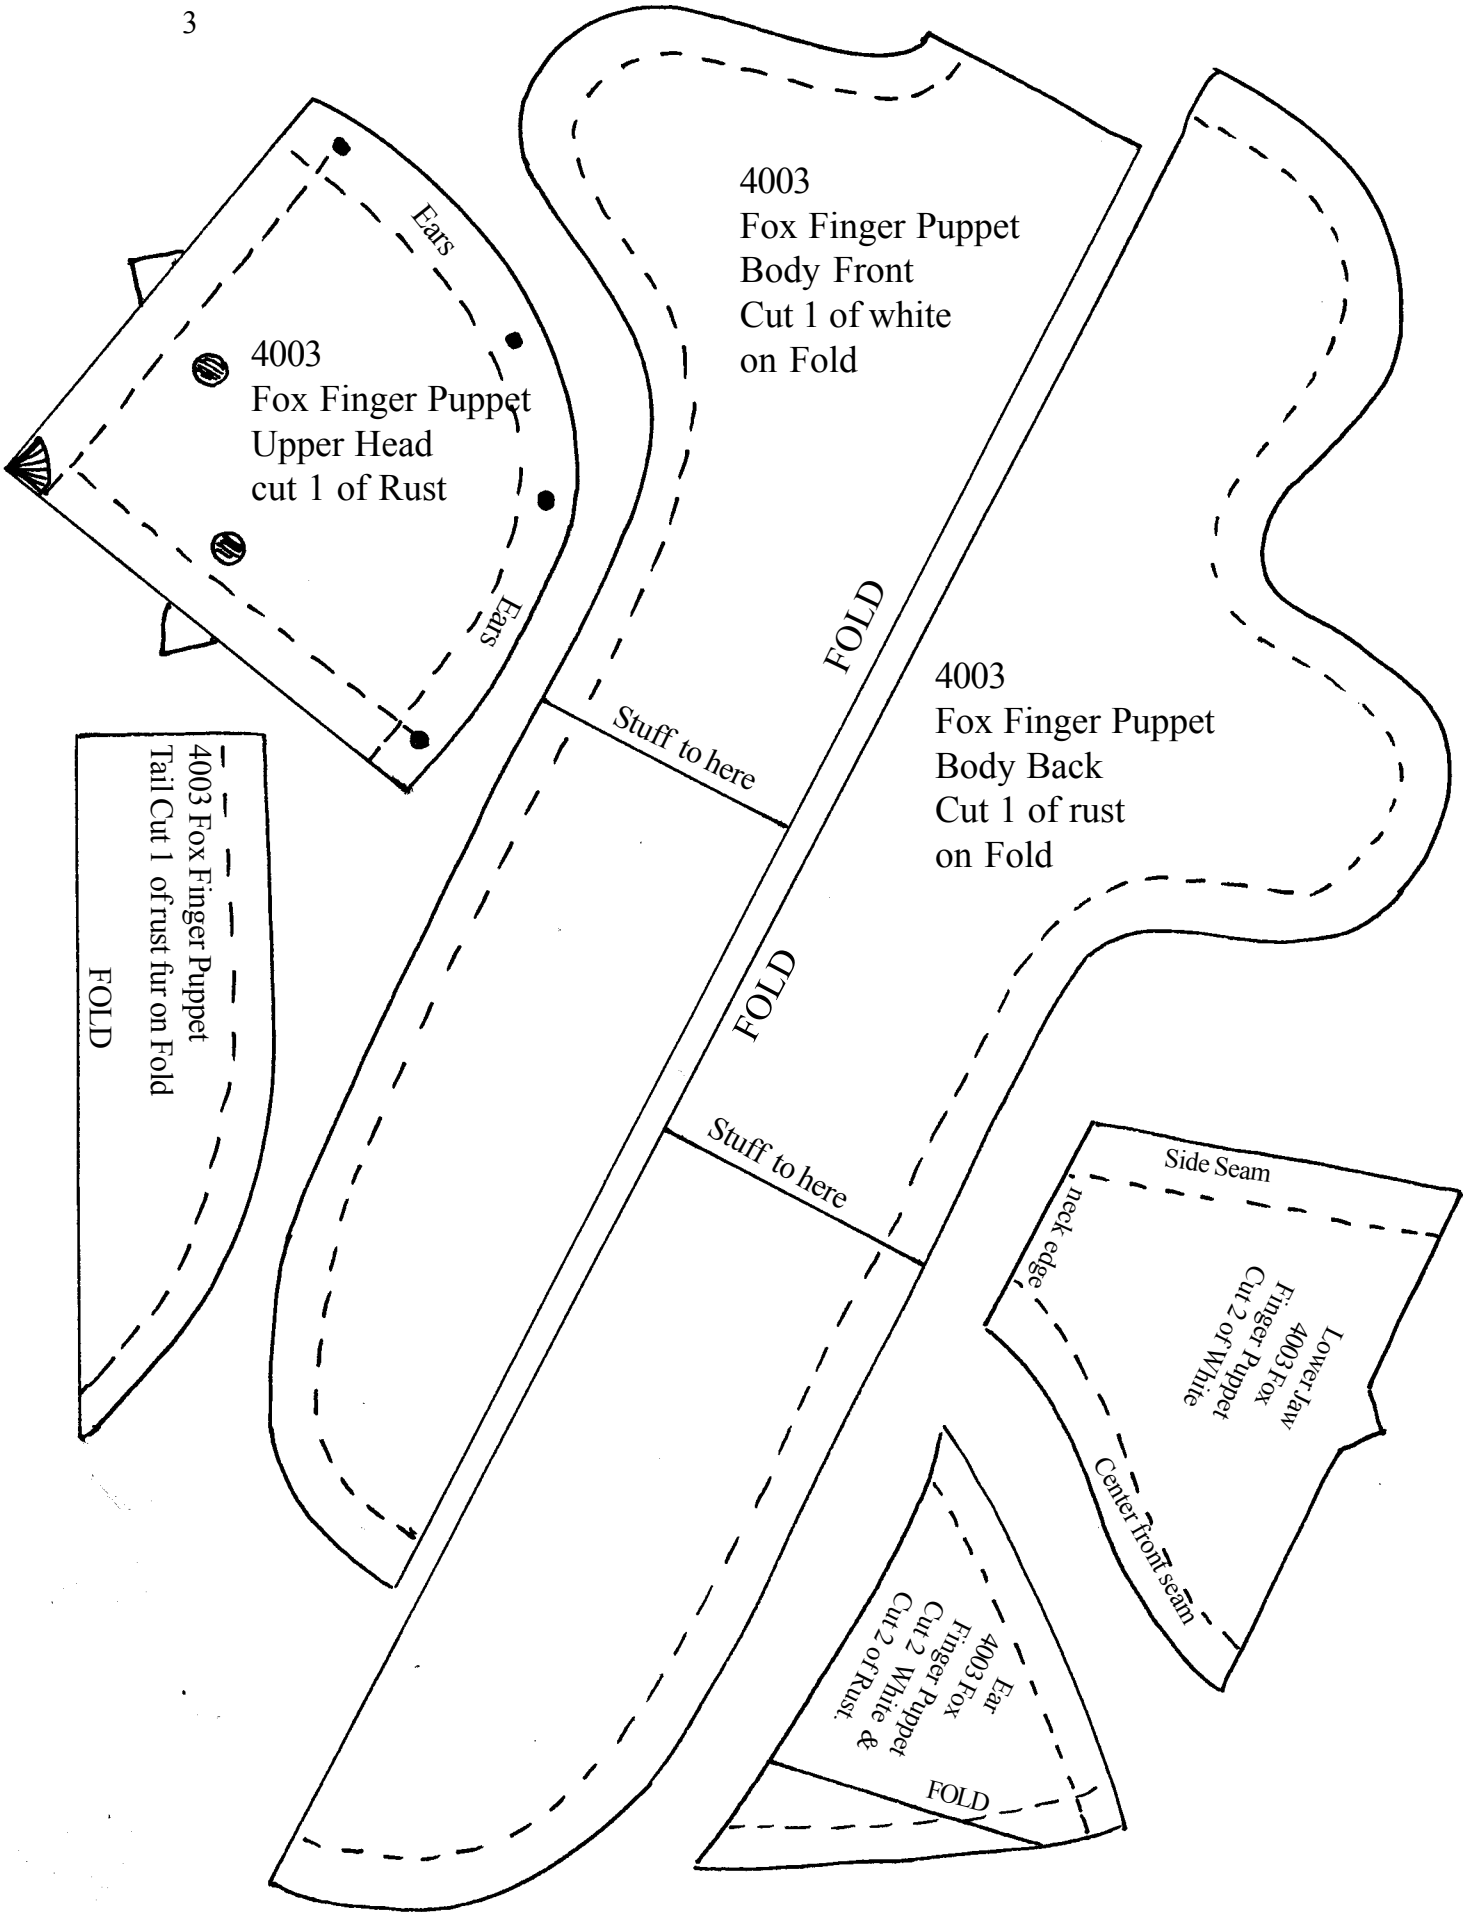 3
Ears
4003
Fox Finger Puppet
Upper Head
cut 1 of Rust
Ears
4003
Fox Finger Puppet
Body Front
Cut 1 of white
on Fold
FOLD
Stuff to here
4003
Fox Finger Puppet
Body Back
Cut 1 of rust
on Fold
FOLD
Stuff to here
4003 Fox Finger Puppet
Tail Cut 1 of rust fur on Fold
FOLD
Side Seam
neck edge
Lower Jaw
4003 Fox
Finger Puppet
Cut 2 of White
Center front seam
Ear
4003 Fox
Finger Puppet
Cut 2 White &
Cut 2 of Rust.
FOLD